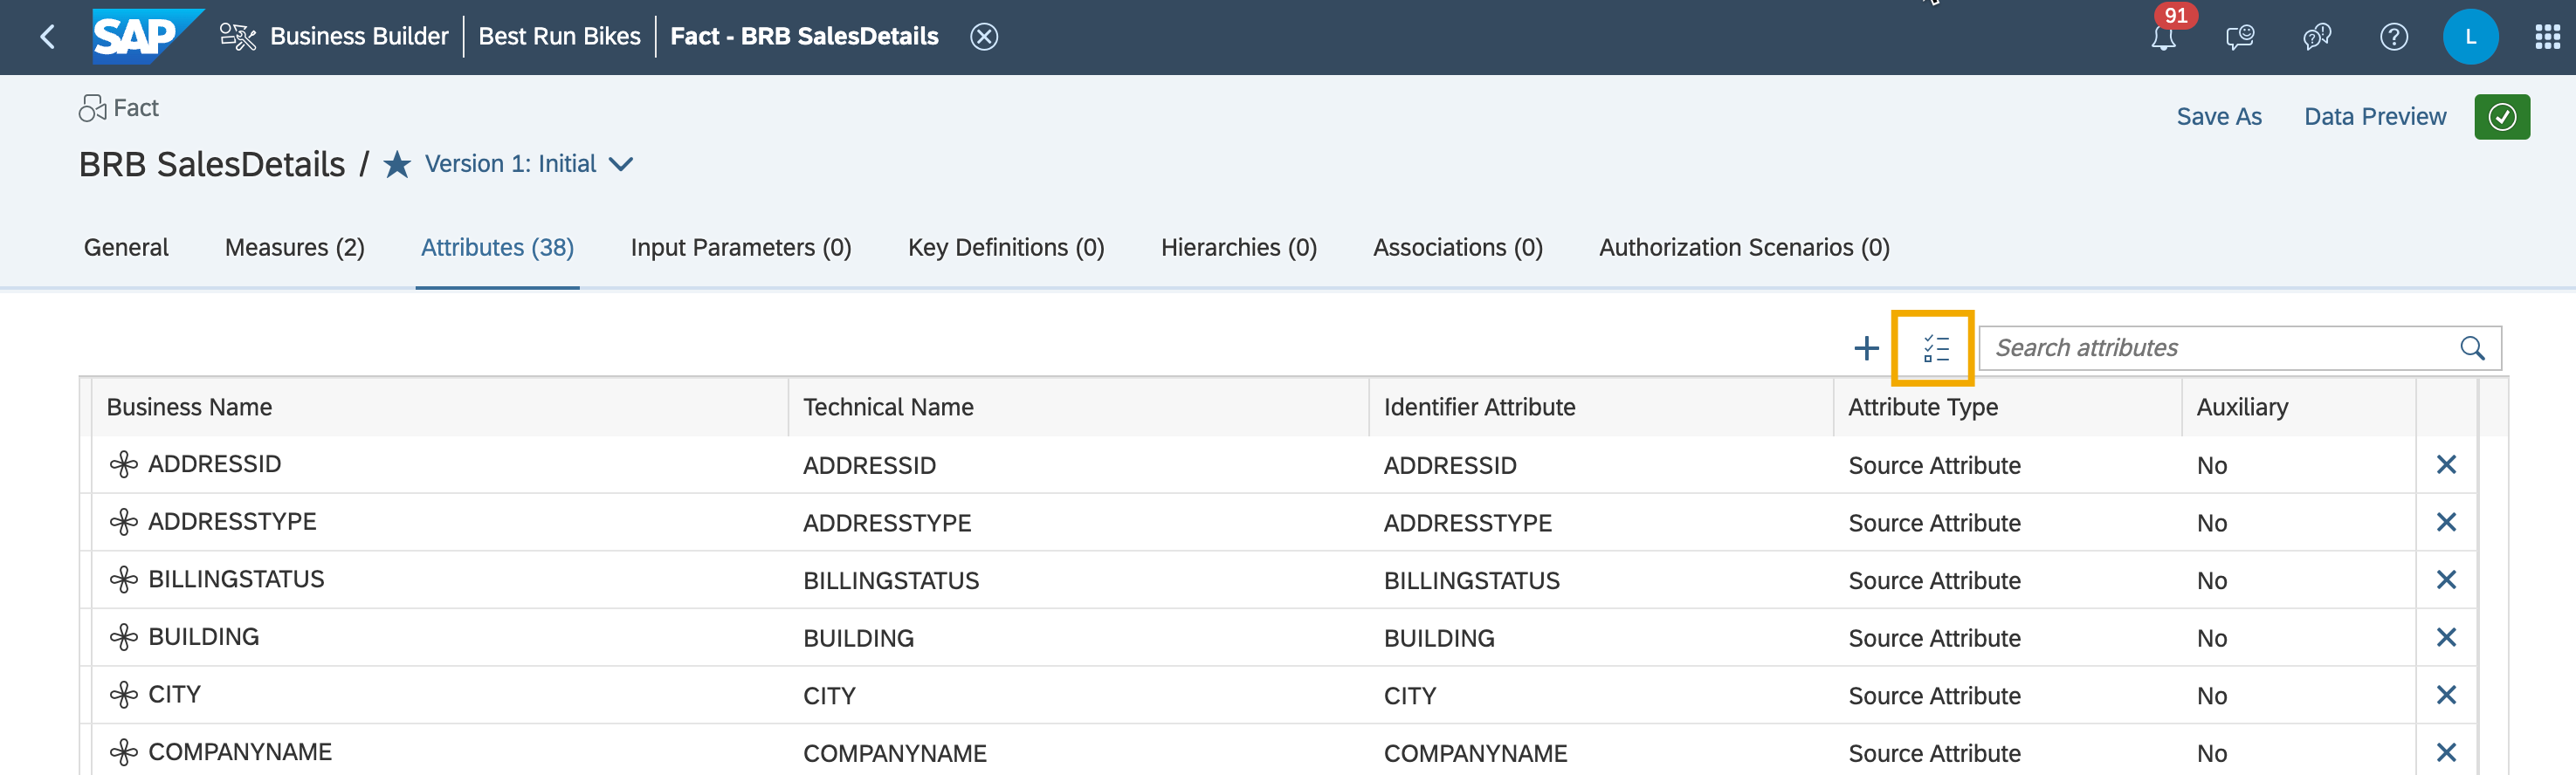 SAP Business Builder Best Run Bikes Fact - BRB SalesDetails 91 L
Fact
Save As Data Preview
BRB SalesDetails / Version 1: Initial
General Measures (2) Attributes (38) Input Parameters (0) Key Definitions (0) Hierarchies (0) Associations (0) Authorization Scenarios (0)
Search attributes
Business Name Technical Name Identifier Attribute Attribute Type Auxiliary
ADDRESSID ADDRESSID ADDRESSID Source Attribute No
ADDRESSTYPE ADDRESSTYPE ADDRESSTYPE Source Attribute No
BILLINGSTATUS BILLINGSTATUS BILLINGSTATUS Source Attribute No
BUILDING BUILDING BUILDING Source Attribute No
CITY CITY CITY Source Attribute No
COMPANYNAME COMPANYNAME COMPANYNAME Source Attribute No